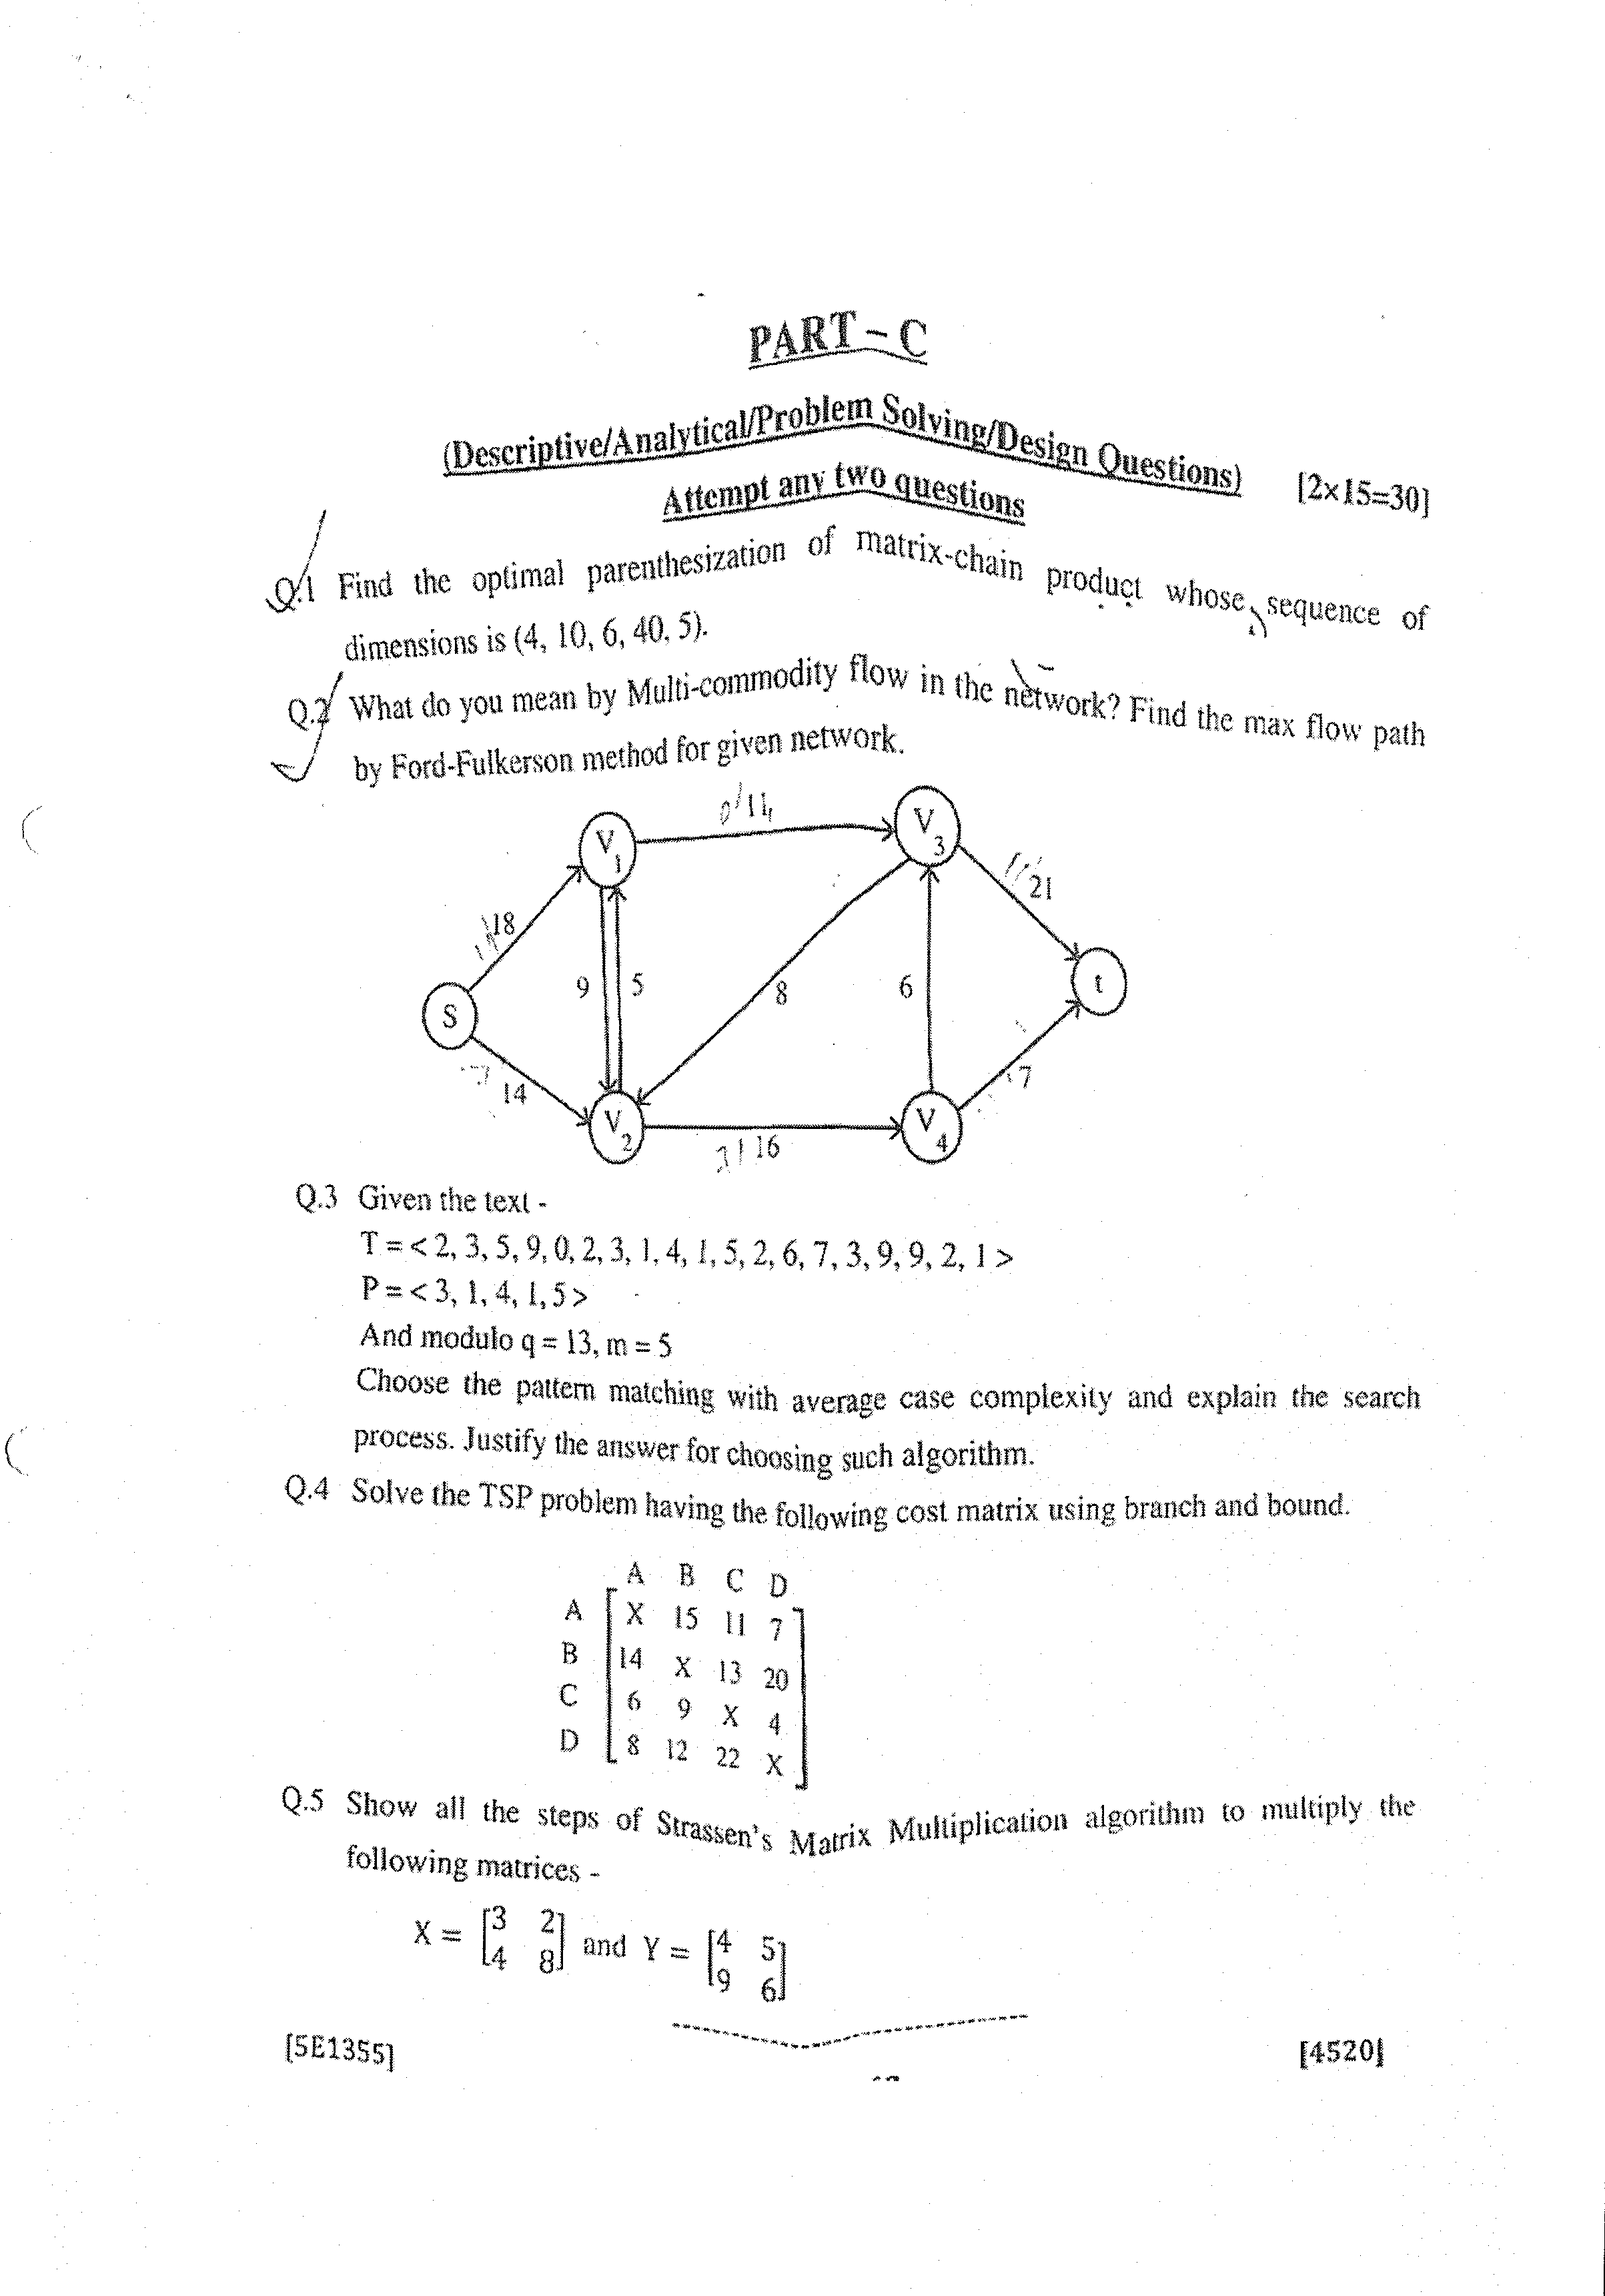 PART – C
(Descriptive/Analytical/Problem Solving/Design Questions)
Attempt any two questions [2×15=30]
Q.1 Find the optimal parenthesization of matrix-chain product whose sequence of
dimensions is (4, 10, 6, 40, 5).
Q.2 What do you mean by Multi-commodity flow in the network? Find the max flow path
by Ford-Fulkerson method for given network.
V1 V3
14
21
18
9 5 8 6
S t
14 7
V2 V4
16
Q.3 Given the text -
T = < 2, 3, 5, 9, 0, 2, 3, 1, 4, 1, 5, 2, 6, 7, 3, 9, 9, 2, 1 >
P = < 3, 1, 4, 1, 5 >
And modulo q = 13, m = 5
Choose the pattern matching with average case complexity and explain the search
process. Justify the answer for choosing such algorithm.
Q.4 Solve the TSP problem having the following cost matrix using branch and bound.
A B C D
A X 15 11 7
B 14 X 13 20
C 6 9 X 4
D 8 12 22 X
Q.5 Show all the steps of Strassen's Matrix Multiplication algorithm to multiply the
following matrices -
X = [3 2 4 8] and Y = [4 5 9 6]
[5E1355] [4520]